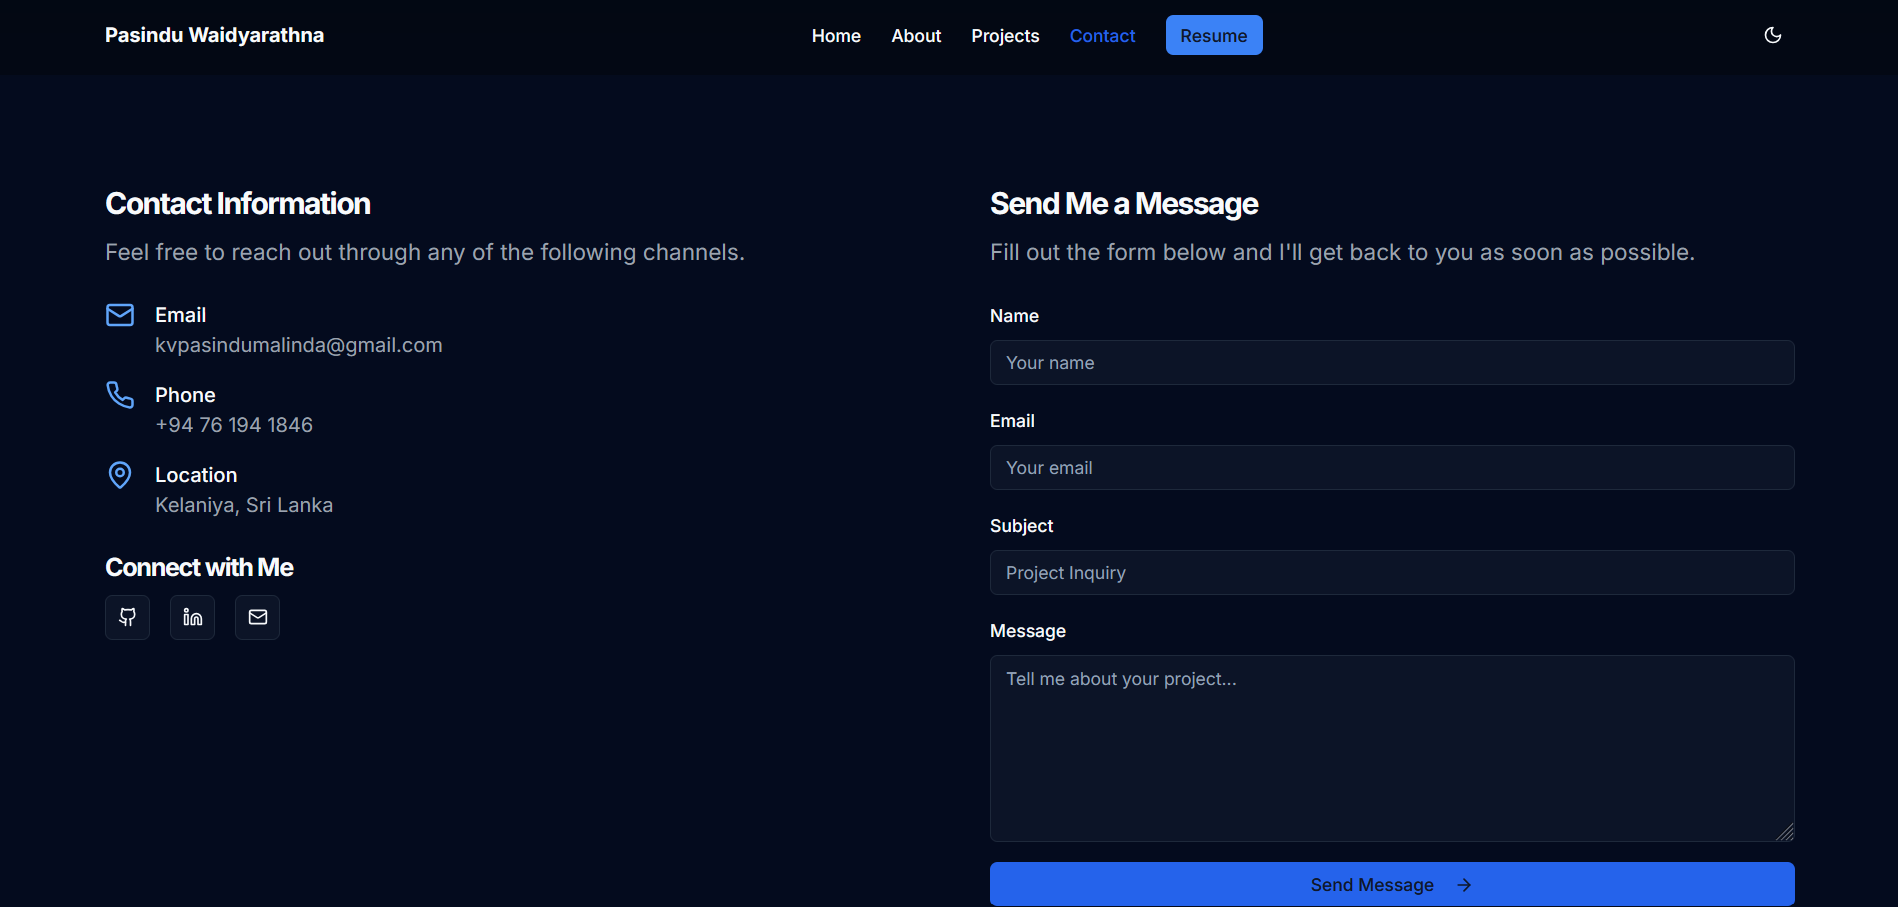 Pasindu Waidyarathna
Home About Projects Contact Resume
Contact Information
Feel free to reach out through any of the following channels.
Email
kvpasindumalinda@gmail.com
Phone
+94 76 194 1846
Location
Kelaniya, Sri Lanka
Connect with Me
Send Me a Message
Fill out the form below and I'll get back to you as soon as possible.
Name
Your name
Email
Your email
Subject
Project Inquiry
Message
Tell me about your project...
Send Message